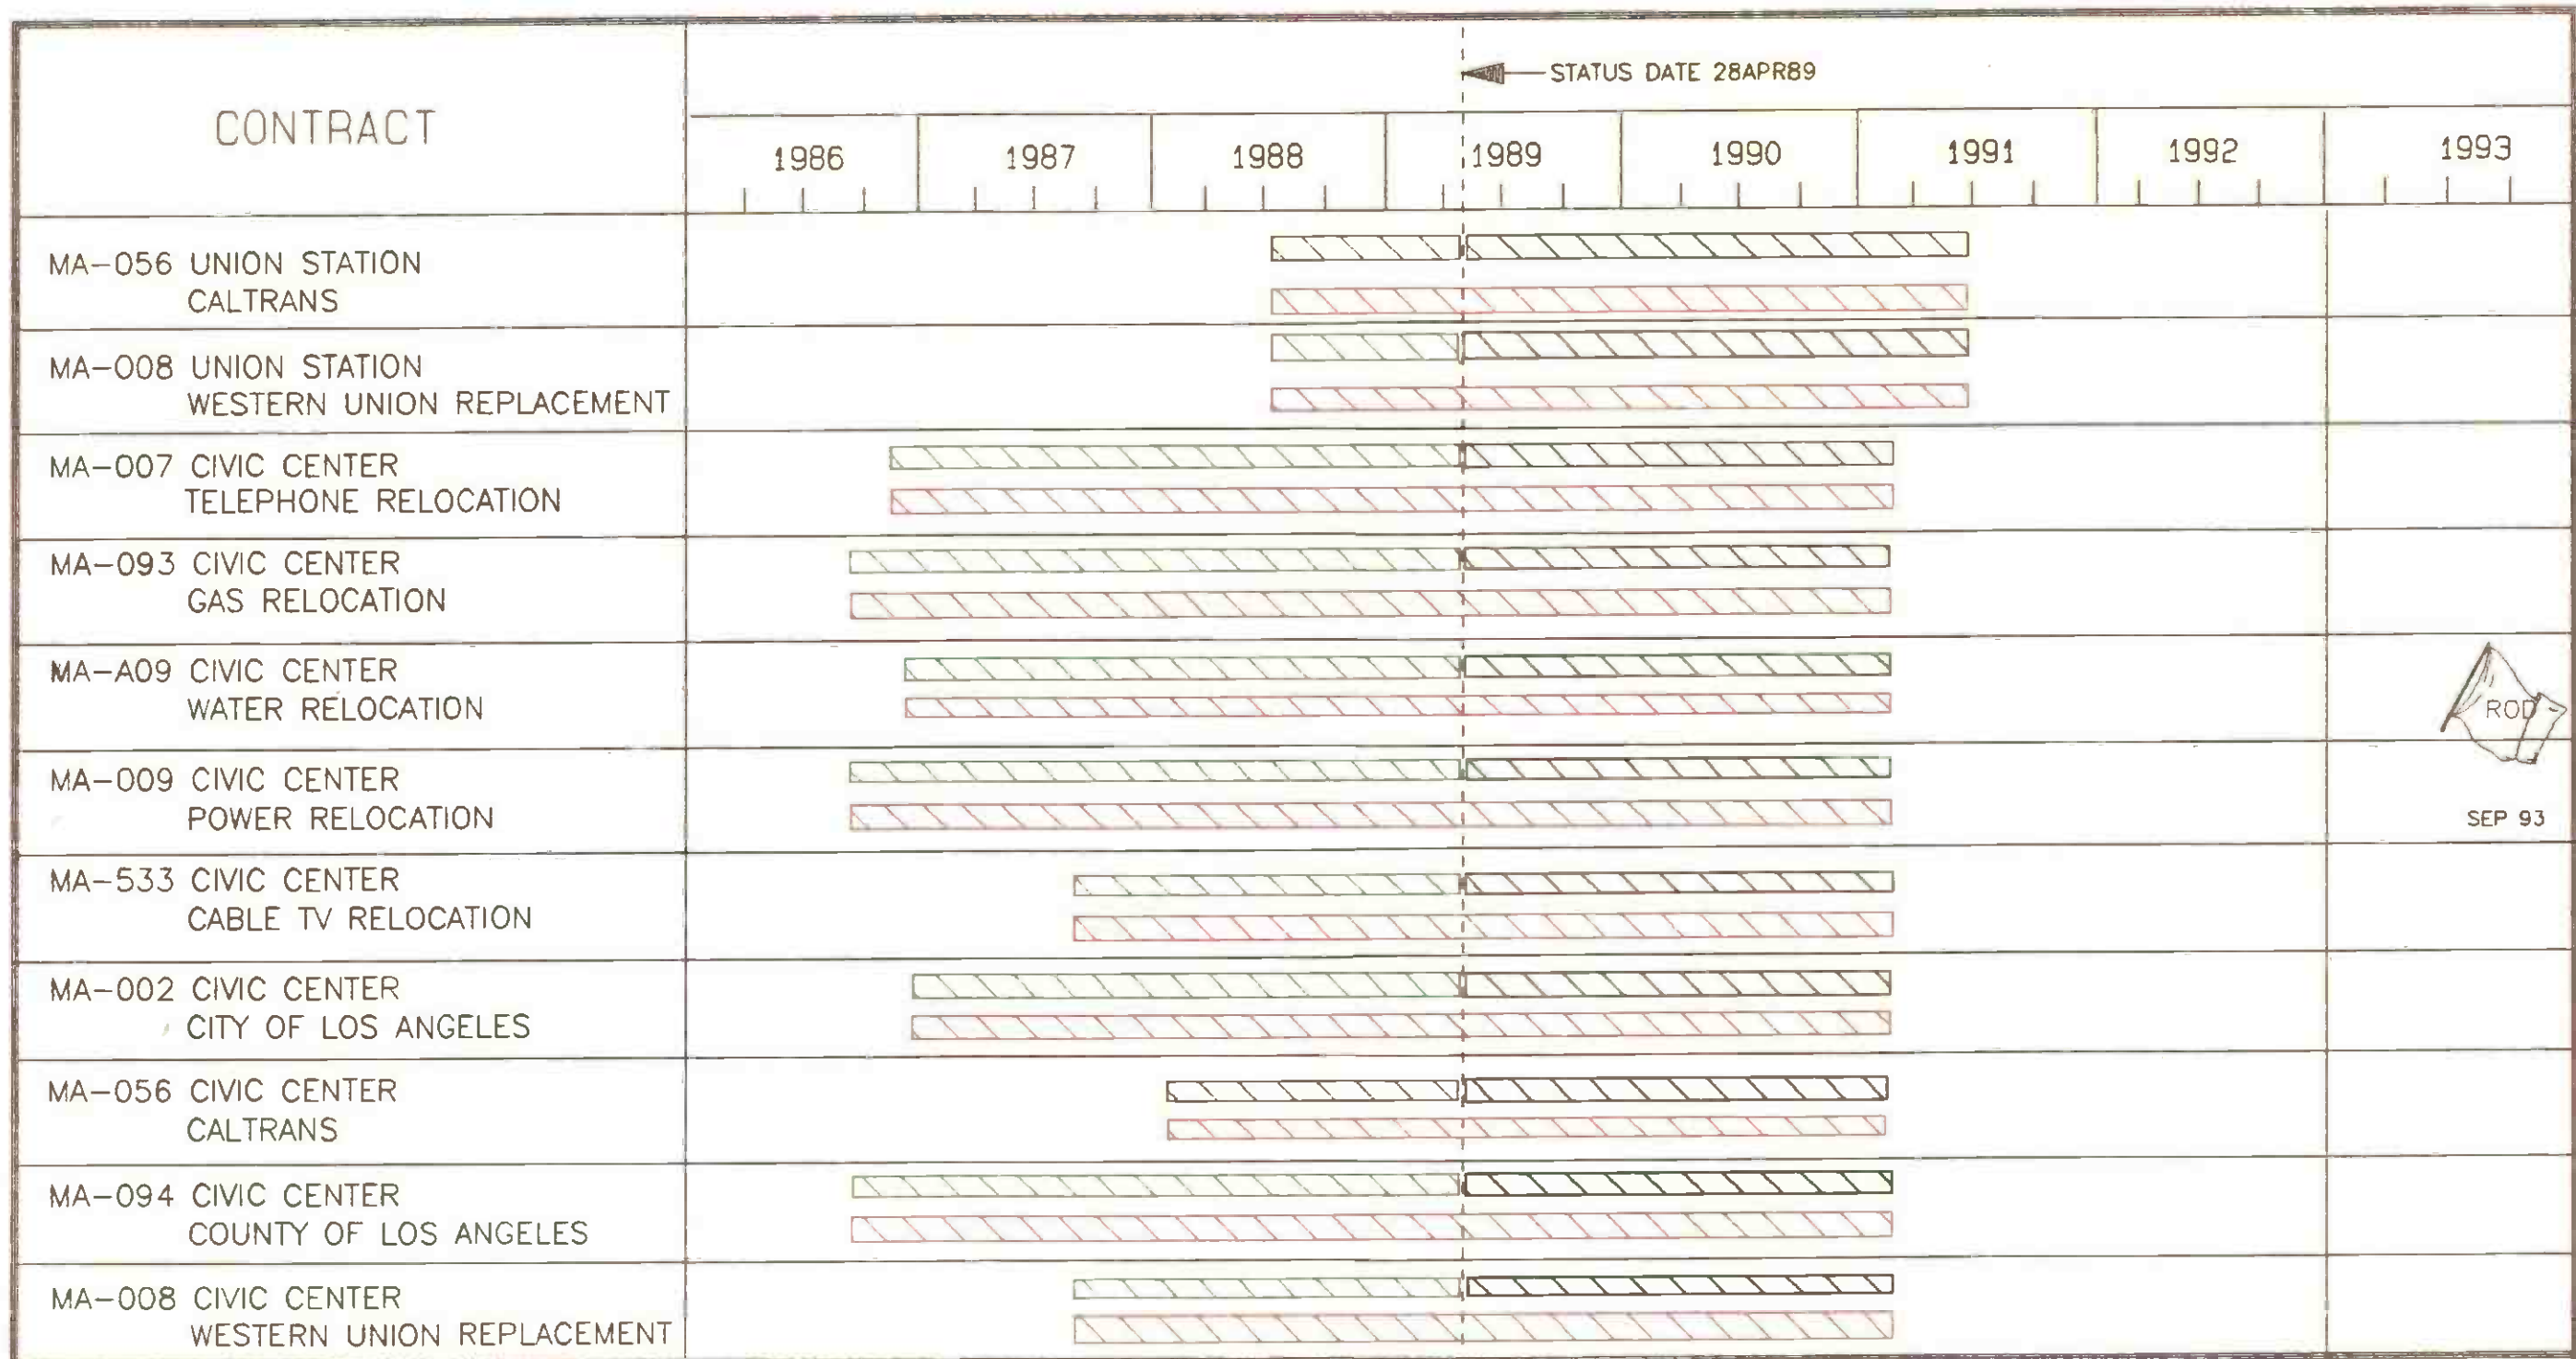 STATUS DATE 28APR89
CONTRACT
1986 1987 1988 1989 1990 1991 1992 1993
MA-056 UNION STATION
CALTRANS
MA-008 UNION STATION
WESTERN UNION REPLACEMENT
MA-007 CIVIC CENTER
TELEPHONE RELOCATION
MA-093 CIVIC CENTER
GAS RELOCATION
MA-A09 CIVIC CENTER
WATER RELOCATION
ROD
MA-009 CIVIC CENTER
POWER RELOCATION
SEP 93
MA-533 CIVIC CENTER
CABLE TV RELOCATION
MA-002 CIVIC CENTER
CITY OF LOS ANGELES
MA-056 CIVIC CENTER
CALTRANS
MA-094 CIVIC CENTER
COUNTY OF LOS ANGELES
MA-008 CIVIC CENTER
WESTERN UNION REPLACEMENT